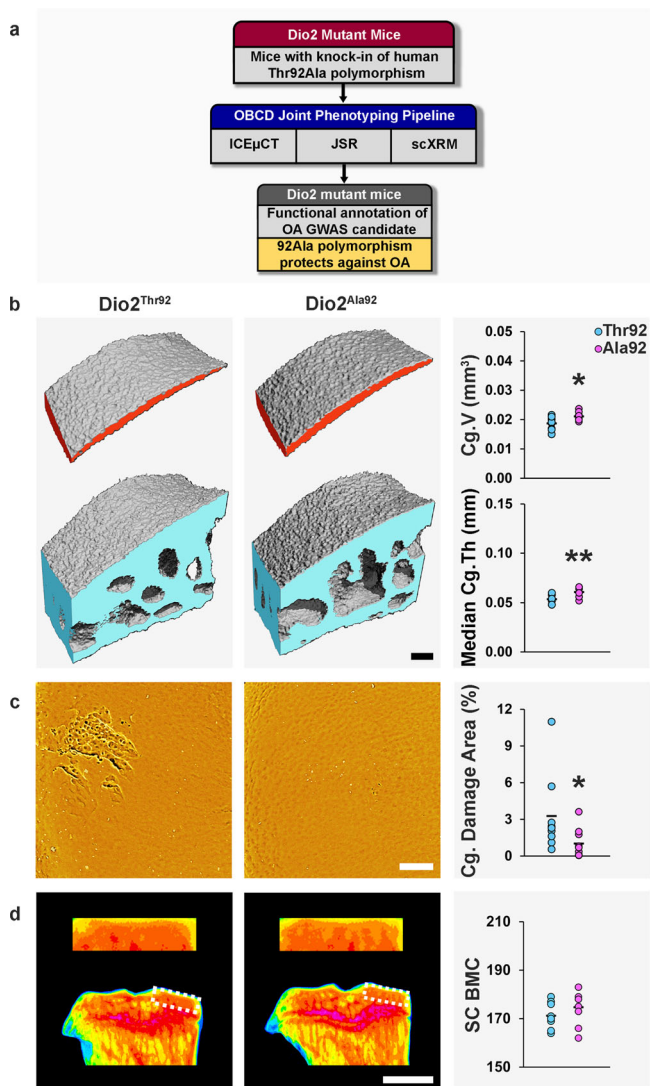 a
Dio2 Mutant Mice
Mice with knock-in of human
Thr92Ala polymorphism
OBCD Joint Phenotyping Pipeline
ICEµCT JSR scXRM
Dio2 mutant mice
Functional annotation of
OA GWAS candidate
92Ala polymorphism
protects against OA
b
Dio2Thr92 Dio2Ala92
Thr92
Ala92
Cg.V (mm³)
0.05
0.04
0.03
0.02
0.01
0.00
*
Median Cg.Th (mm)
0.15
0.10
0.05
0.00
**
c
Cg. Damage Area (%)
12
9
6
3
0
*
d
SC BMC
210
190
170
150